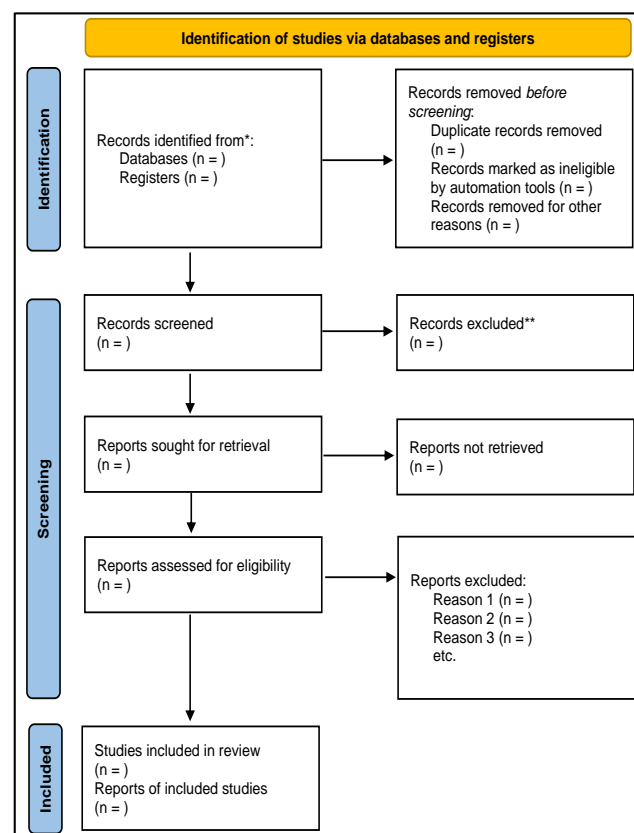 Identification of studies via databases and registers
Identification
Records identified from*:
Databases (n = )
Registers (n = )
Records removed before
screening:
Duplicate records removed
(n = )
Records marked as ineligible
by automation tools (n = )
Records removed for other
reasons (n = )
Screening
Records screened
(n = )
Records excluded**
(n = )
Reports sought for retrieval
(n = )
Reports not retrieved
(n = )
Reports assessed for eligibility
(n = )
Reports excluded:
Reason 1 (n = )
Reason 2 (n = )
Reason 3 (n = )
etc.
Included
Studies included in review
(n = )
Reports of included studies
(n = )